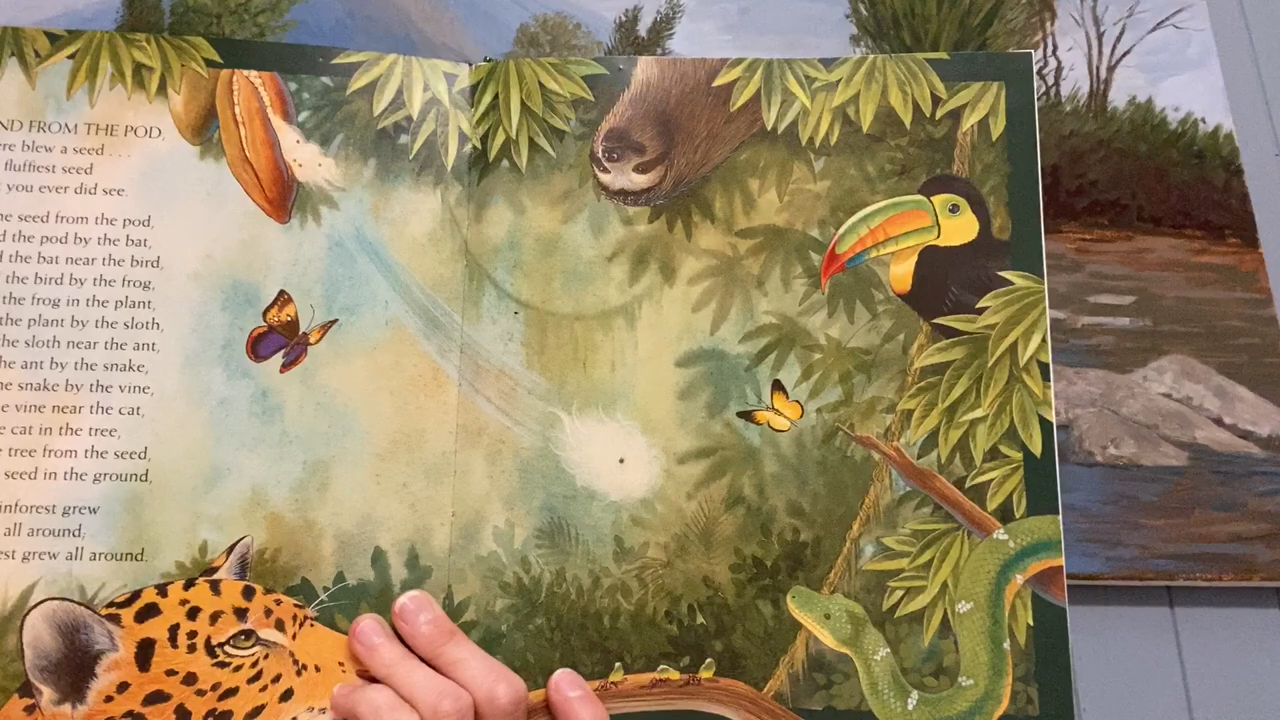 ND FROM THE POD,
ere blew a seed . . .
fluffiest seed
you ever did see.
he seed from the pod,
d the pod by the bat,
d the bat near the bird,
the bird by the frog,
the frog in the plant,
the plant by the sloth,
he sloth near the ant,
he ant by the snake,
ne snake by the vine,
e vine near the cat,
e cat in the tree,
e tree from the seed,
seed in the ground,
inforest grew
all around;
est grew all around.